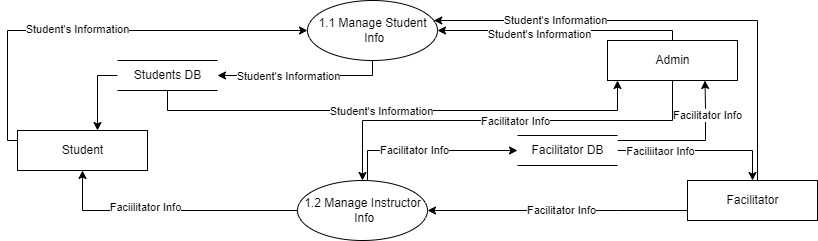 Student's Information
1.1 Manage Student
Info
Student's Information
Student's Information
Admin
Students DB
Student's Information
Student's Information
Facilitator Info
Facilitator Info
Student
Facilitator Info
Facilitator DB
Faciliitaor Info
1.2 Manage Instructor
Info
Facilitator
Faciilitator Info
Facilitator Info